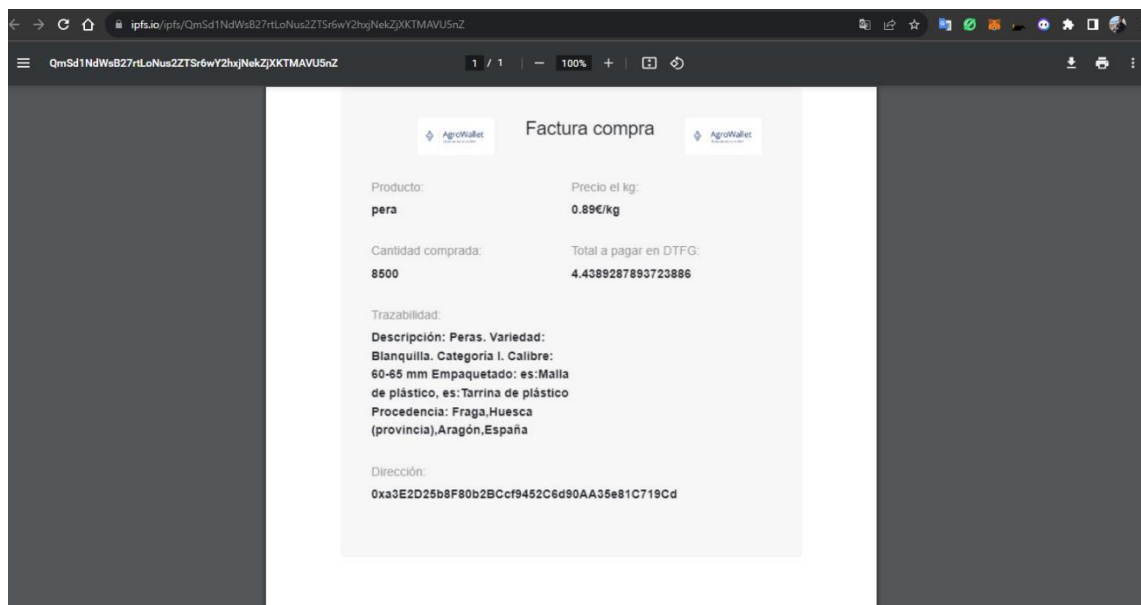 ipfs.io/ipfs/QmSd1NdWsB27rtLoNus2ZTSr6wY2hxjNekZjXKTMAVU5nZ
QmSd1NdWsB27rtLoNus2ZTSr6wY2hxjNekZjXKTMAVU5nZ
1 / 1
100%
AgroWallet
Factura compra
AgroWallet
Producto:
Precio el kg:
pera
0.89€/kg
Cantidad comprada:
Total a pagar en DTFG:
8500
4.4389287893723886
Trazabilidad:
Descripción: Peras. Variedad:
Blanquilla. Categoría I. Calibre:
60-65 mm Empaquetado: es:Malla
de plástico, es:Tarrina de plástico
Procedencia: Fraga,Huesca
(provincia),Aragón,España
Dirección:
0xa3E2D25b8F80b2BCcf9452C6d90AA35e81C719Cd